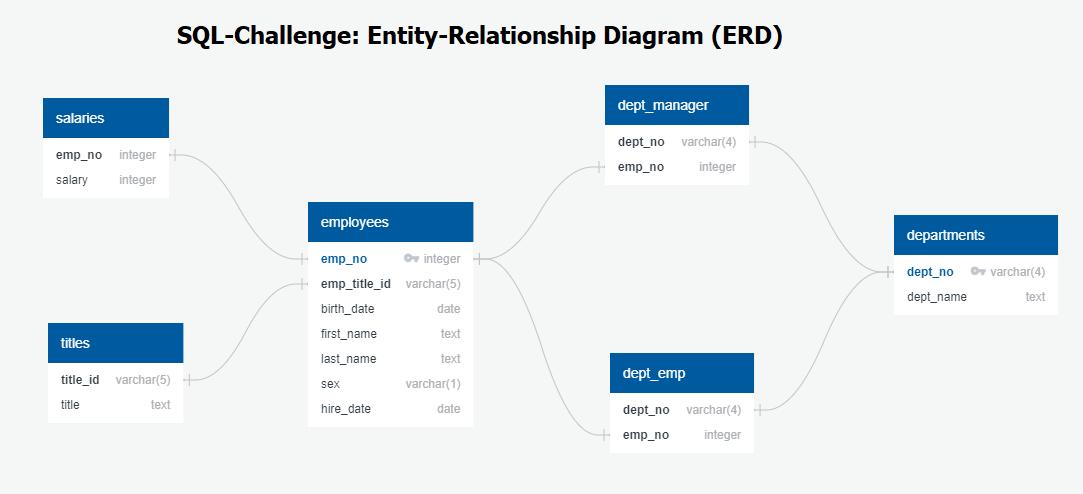 SQL-Challenge: Entity-Relationship Diagram (ERD)
salaries
emp_no integer
salary integer
titles
title_id varchar(5)
title text
employees
emp_no integer
emp_title_id varchar(5)
birth_date date
first_name text
last_name text
sex varchar(1)
hire_date date
dept_manager
dept_no varchar(4)
emp_no integer
dept_emp
dept_no varchar(4)
emp_no integer
departments
dept_no varchar(4)
dept_name text